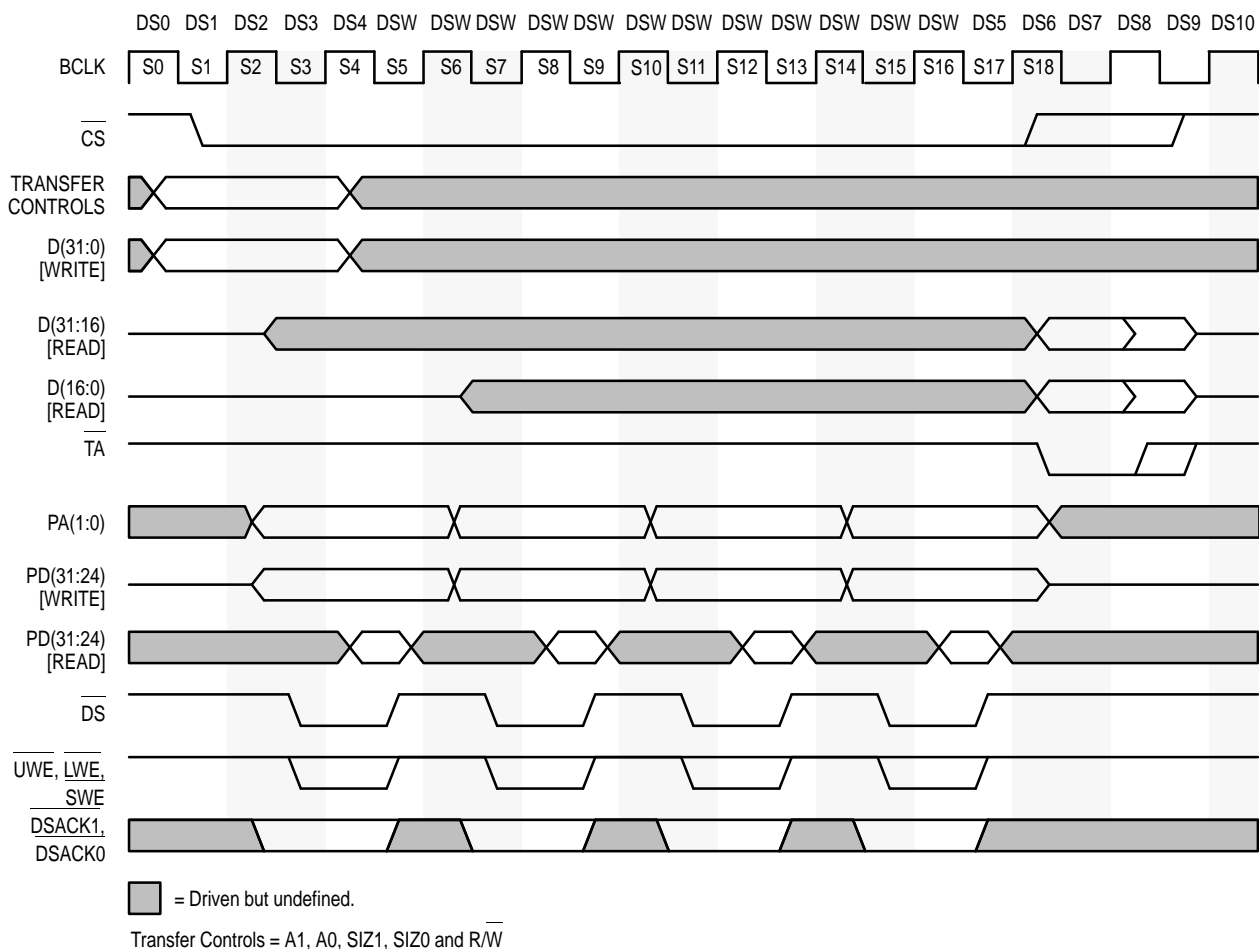 DS0 DS1 DS2 DS3 DS4 DSW DSW DSW DSW DSW DSW DSW DSW DSW DSW DSW DSW DS5 DS6 DS7 DS8 DS9 DS10
BCLK S0 S1 S2 S3 S4 S5 S6 S7 S8 S9 S10 S11 S12 S13 S14 S15 S16 S17 S18
CS
TRANSFER
CONTROLS
D(31:0)
[WRITE]
D(31:16)
[READ]
D(16:0)
[READ]
TA
PA(1:0)
PD(31:24)
[WRITE]
PD(31:24)
[READ]
DS
UWE, LWE,
SWE
DSACK1,
DSACK0
= Driven but undefined.
Transfer Controls = A1, A0, SIZ1, SIZ0 and R/W